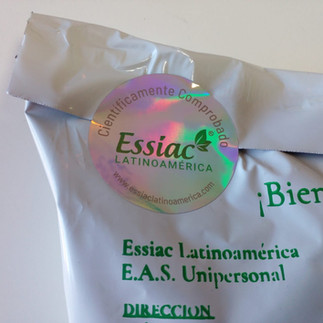 Científicamente Comprobado
Essiac
LATINOAMÉRICA
www.essiaclatinoamerica.com
¡Bien
Essiac Latinoamérica
E.A.S. Unipersonal
DIRECCION